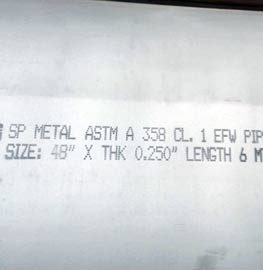 SP METAL ASTM A 358 CL. 1 EFW PIP
SIZE: 48" X THK 0.250" LENGTH 6 M